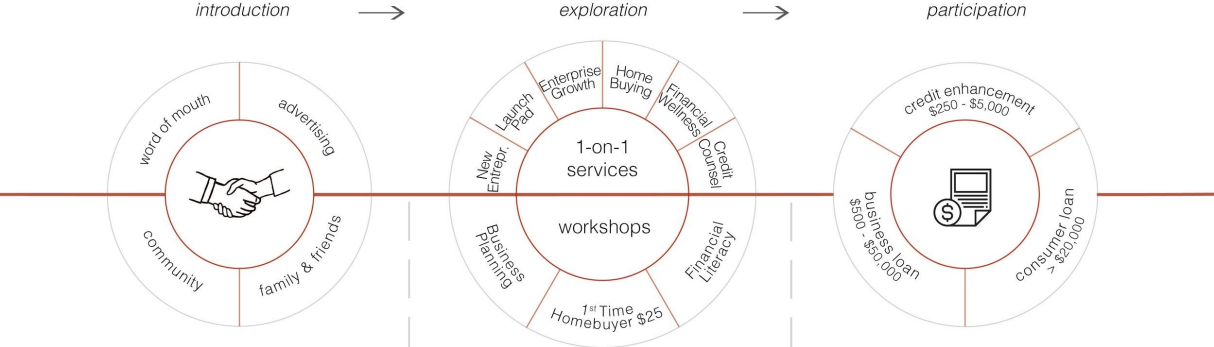 introduction
exploration
participation
word of mouth
advertising
community
family & friends
New
Entrepr.
Launch
Pad
Enterprise
Growth
Home
Buying
Financial
Wellness
Credit
Counsel
1-on-1
services
workshops
Business
Planning
1st Time
Homebuyer $25
Financial
Literacy
credit enhancement
$250 - $5,000
business loan
$500 - $50,000
$
consumer loan
> $20,000